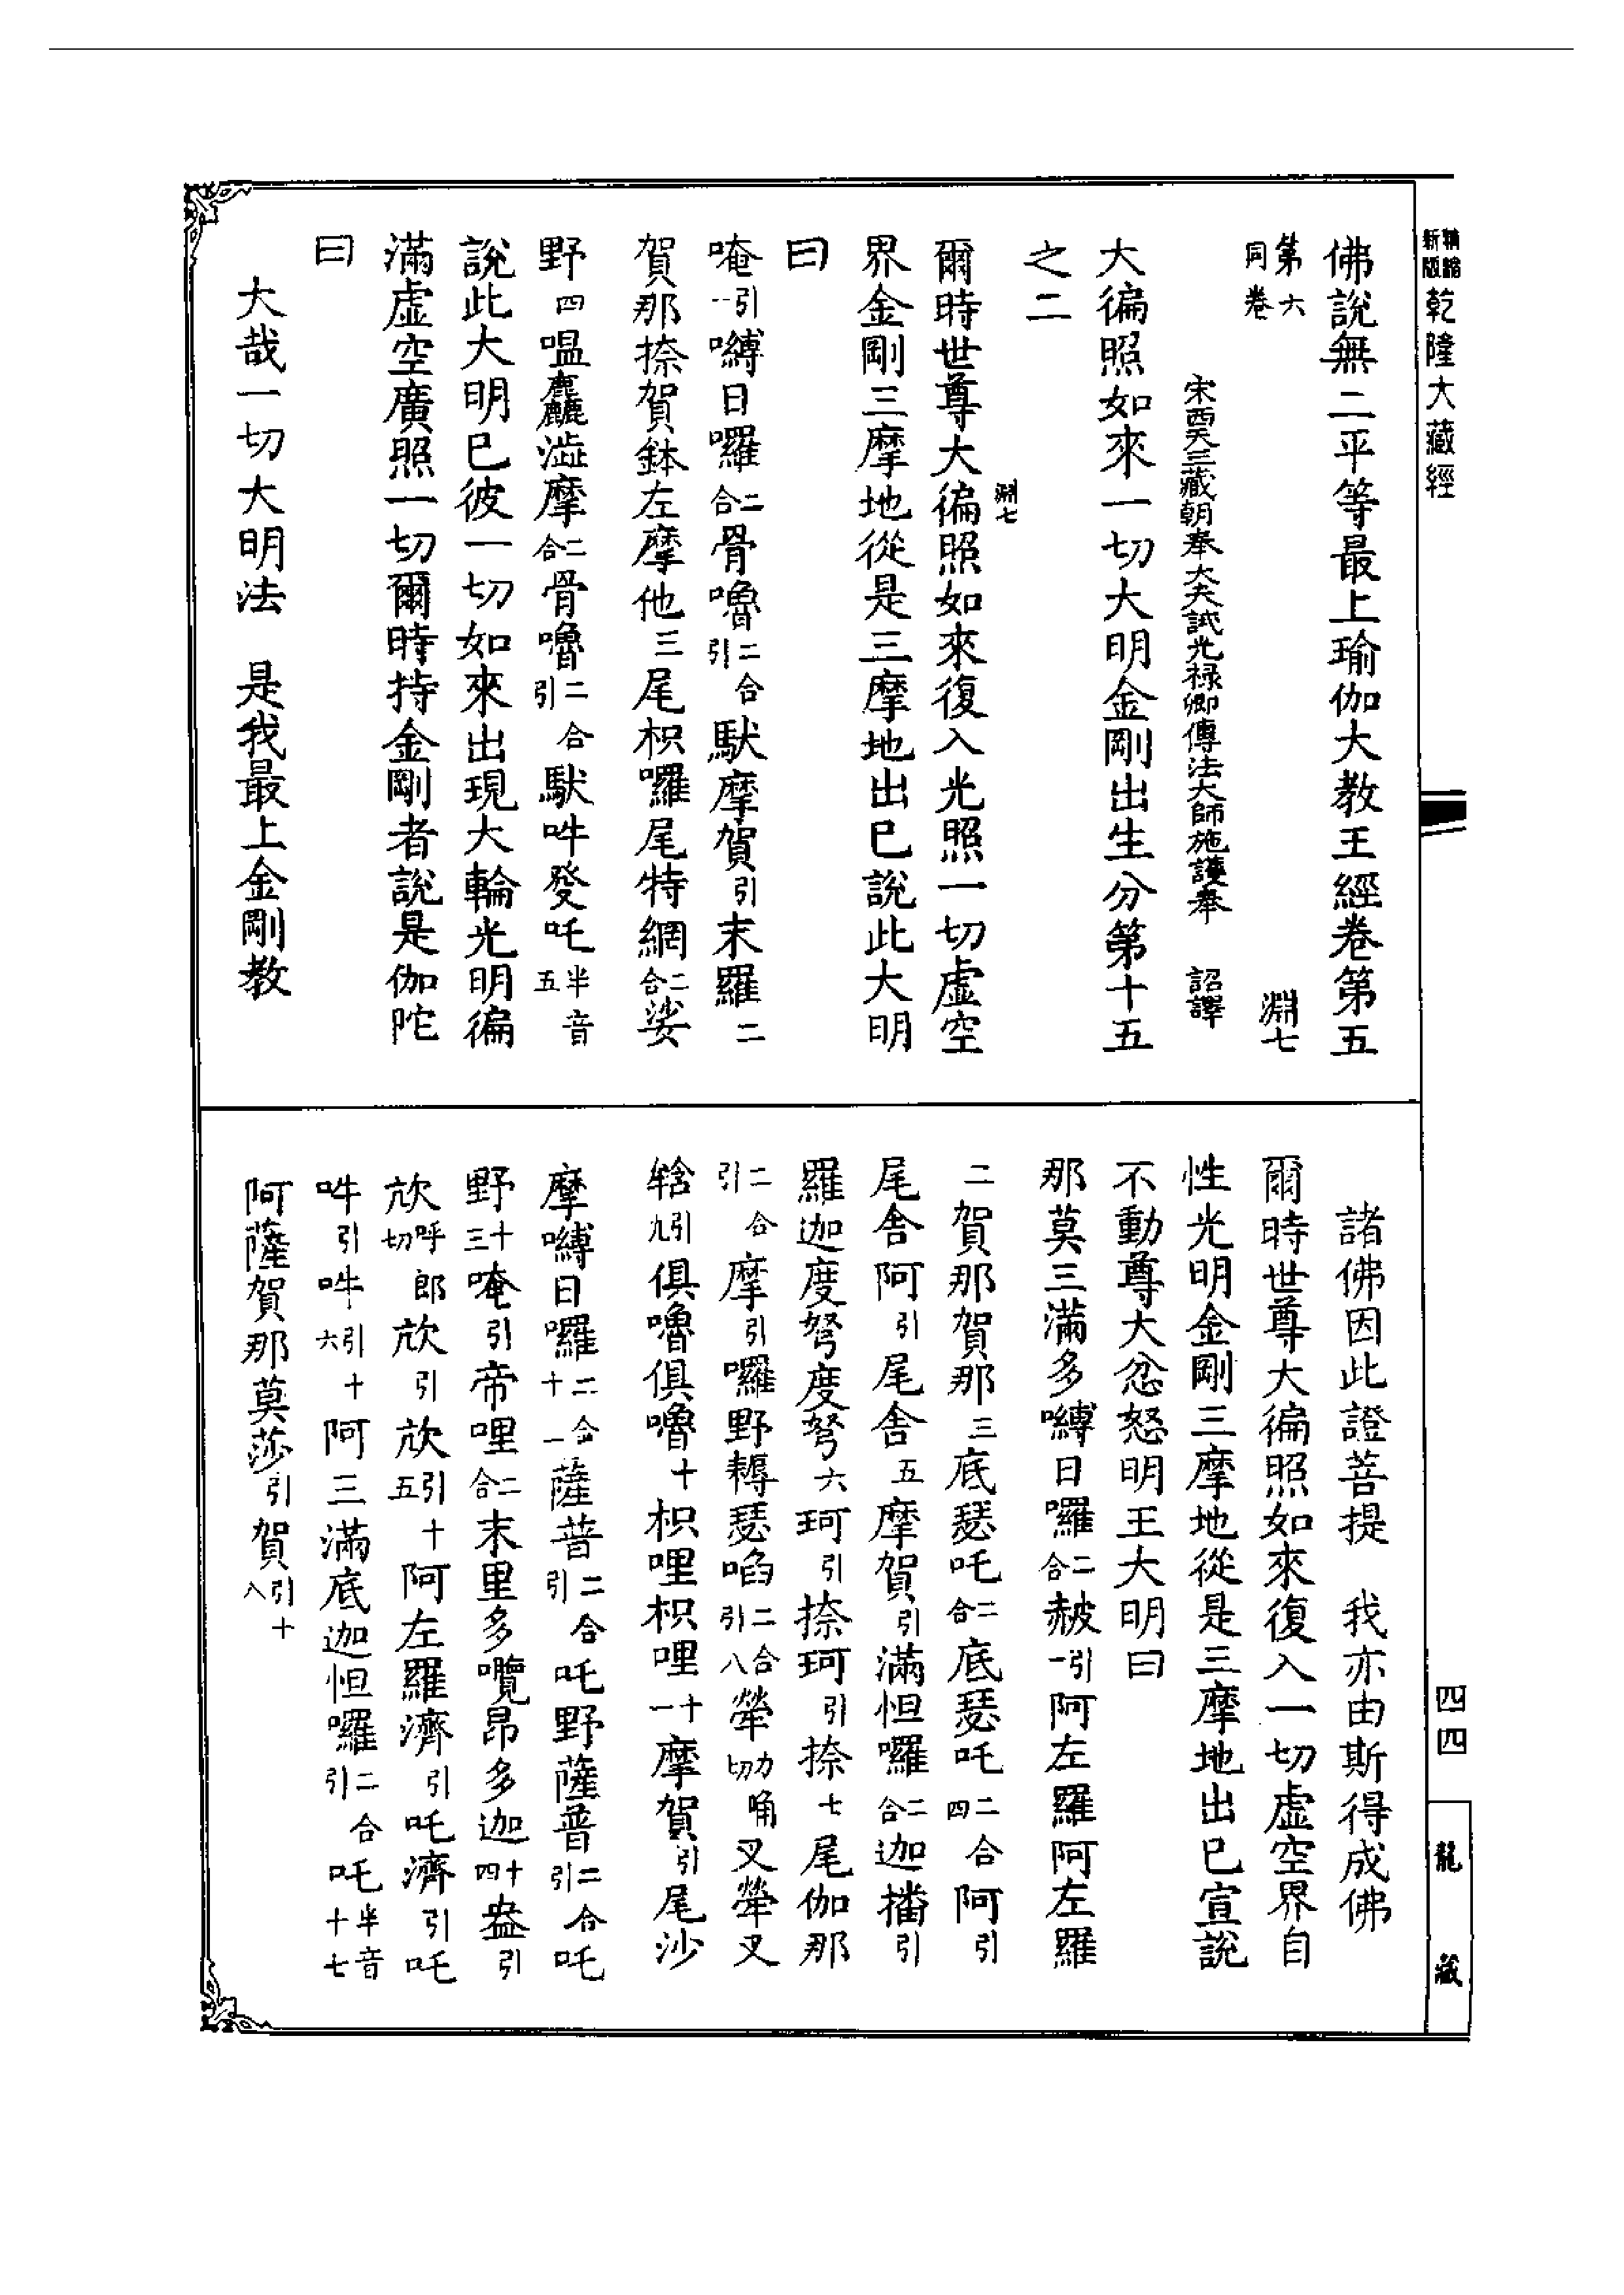 新編縮版乾隆大藏經
佛說無二平等最上瑜伽大教王經卷第五
第六同卷 淵七
宋西天三藏朝奉大夫試光祿卿傳法大師施護奉 詔譯
大徧照如來一切大明金剛出生分第十五
之二
淵七
爾時世尊大徧照如來復入光照一切虛空
界金剛三摩地從是三摩地出已說此大明
曰
唵引一嚩日囉二合骨嚕二合引馱摩賀引末羅二
賀那捺賀鉢左摩他三尾枳囉尾特網二合娑
野四嗢麤澁摩二合骨嚕二合引馱吽發吒半音五
說此大明已彼一切如來出現大輪光明徧
滿虛空廣照一切爾時持金剛者說是伽陀
曰
大哉一切大明法 是我最上金剛教
諸佛因此證菩提 我亦由斯得成佛
爾時世尊大徧照如來復入一切虛空界自
性光明金剛三摩地從是三摩地出已宣說
不動尊大忿怒明王大明曰
那莫三滿多嚩日囉二合赧引一阿左羅阿左羅
二賀那賀那三底瑟吒二合底瑟吒二合四阿引
尾舍阿引尾舍五摩賀引滿怛囉二合迦播引
羅迦度弩度弩六珂引捺珂引捺七尾伽那
二合引摩引囉野耨瑟㗖二合引八犖力切叉犖叉
䡖引九俱嚕俱嚕十枳哩枳哩十一摩賀引尾沙
摩嚩日囉二合十一薩普二合引吒野薩普二合引吒
野十三唵引帝哩二合末里多囕昂多迦十四盎引
㰠呼郎切㰠引㰠引十五阿左羅濟引吒濟引吒
吽引吽引十六阿三滿底迦怛囉二合引吒半音十七
阿薩賀那莫莎引賀引十八
四四
龍藏